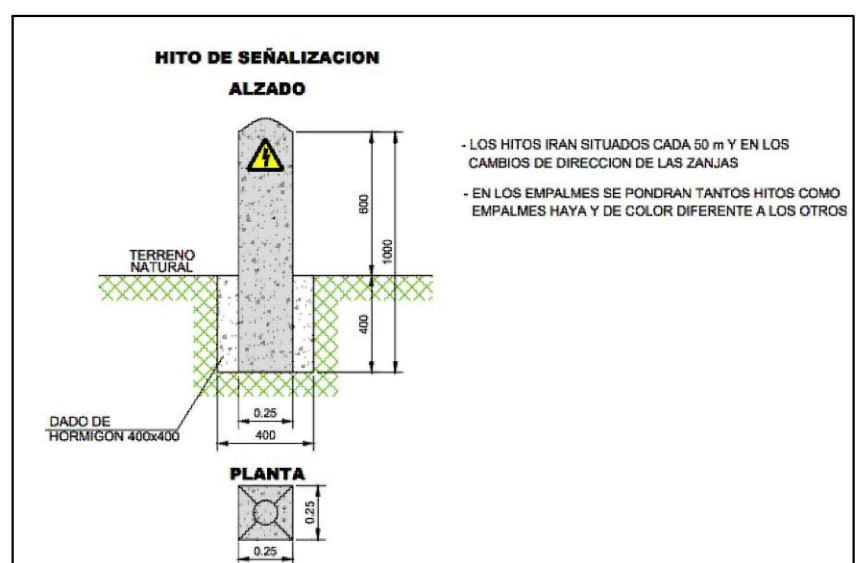 HITO DE SEÑALIZACION
ALZADO
- LOS HITOS IRAN SITUADOS CADA 50 m Y EN LOS
CAMBIOS DE DIRECCION DE LAS ZANJAS
- EN LOS EMPALMES SE PONDRAN TANTOS HITOS COMO
EMPALMES HAYA Y DE COLOR DIFERENTE A LOS OTROS
600
1000
TERRENO
NATURAL
400
0.25
400
DADO DE
HORMIGON 400x400
PLANTA
0.25
0.25